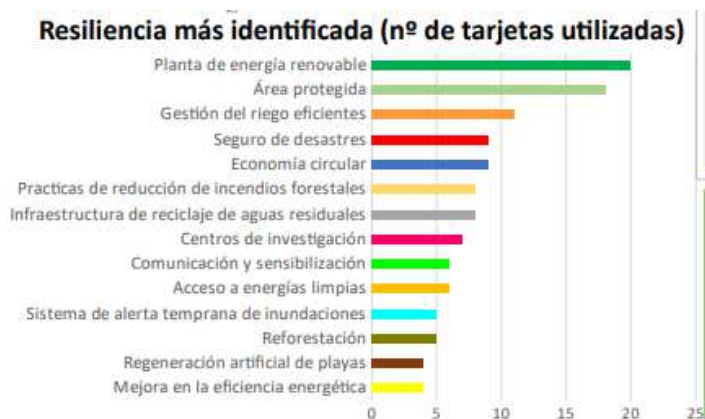 Resiliencia más identificada (nº de tarjetas utilizadas)
Planta de energía renovable
Área protegida
Gestión del riego eficientes
Seguro de desastres
Economía circular
Practicas de reducción de incendios forestales
Infraestructura de reciclaje de aguas residuales
Centros de investigación
Comunicación y sensibilización
Acceso a energías limpias
Sistema de alerta temprana de inundaciones
Reforestación
Regeneración artificial de playas
Mejora en la eficiencia energética
0 5 10 15 20 25